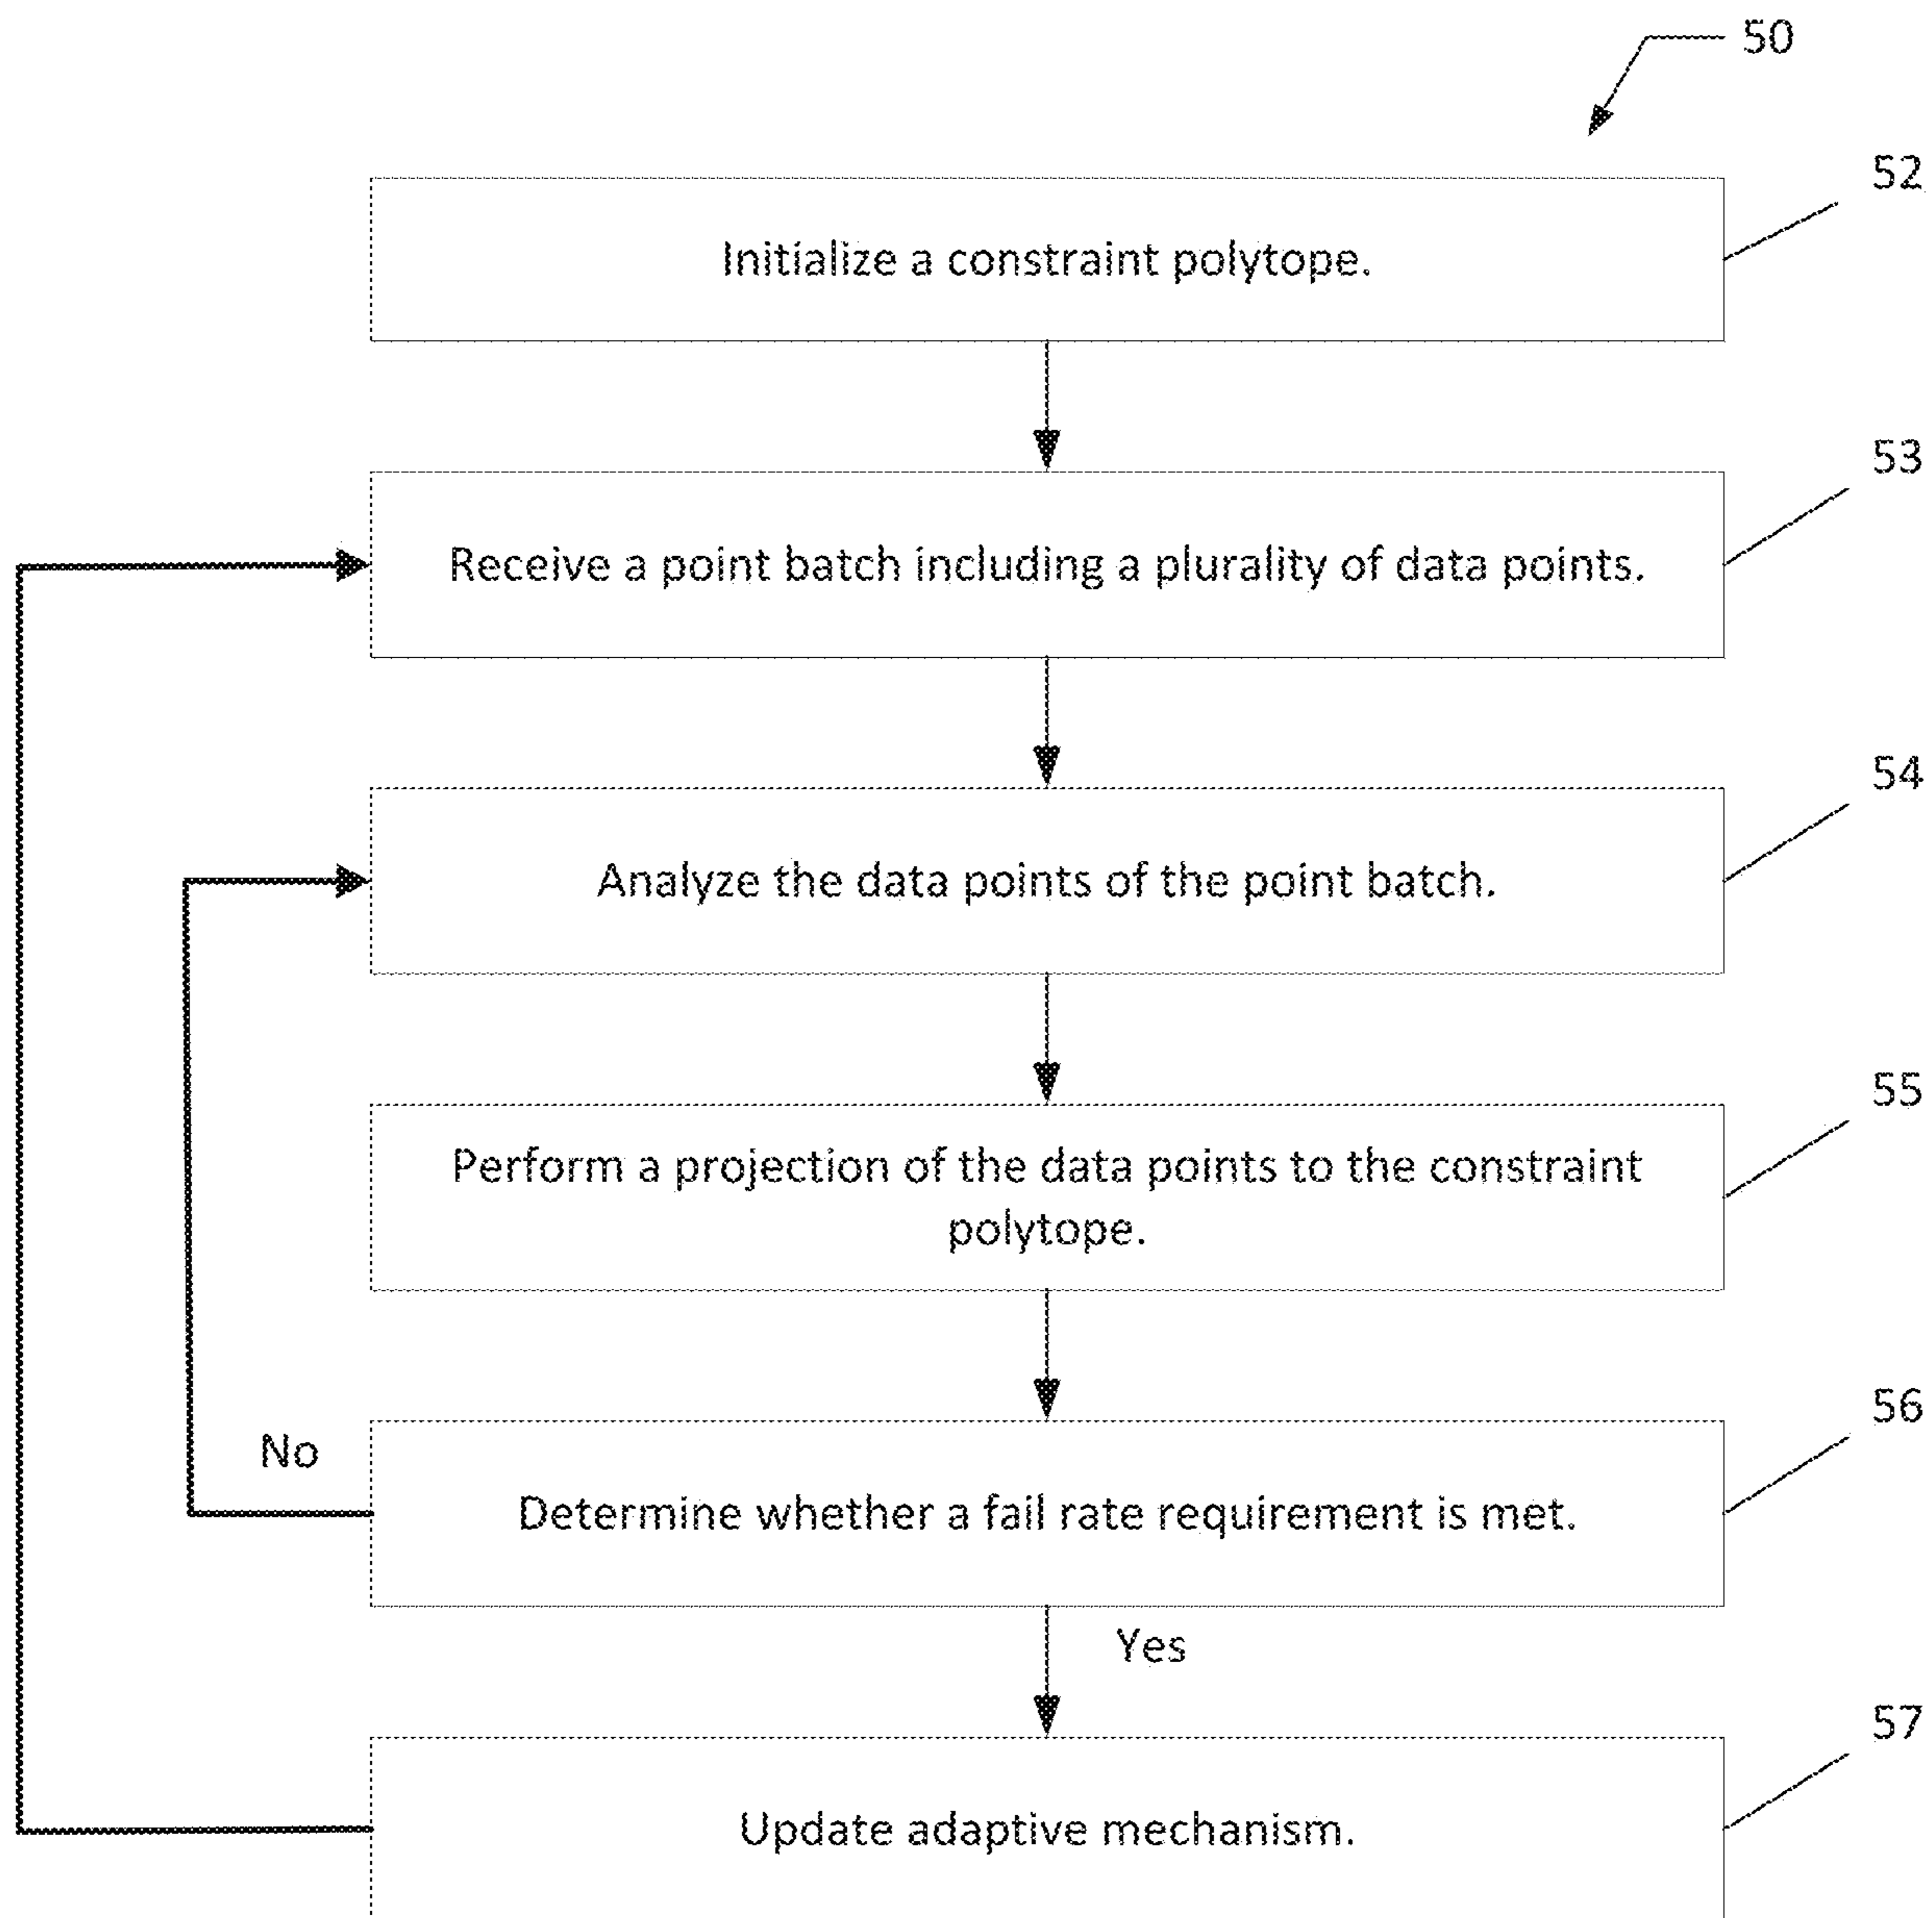 50
52
Initialize a constraint polytope.
53
Receive a point batch including a plurality of data points.
54
Analyze the data points of the point batch.
55
Perform a projection of the data points to the constraint
polytope.
56
No
Determine whether a fail rate requirement is met.
Yes
57
Update adaptive mechanism.